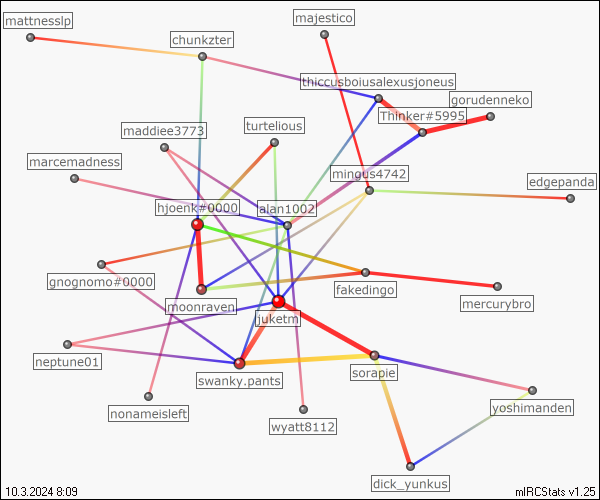 mattnesslp
majestico
chunkzter
thiccusboiusalexusjoneus
gorudenneko
Thinker#5995
turtelious
maddiee3773
marcemadness
mingus4742
edgepanda
hjoenk#0000
alan1002
gnognomo#0000
fakedingo
moonraven
mercurybro
juketm
neptune01
swanky.pants
sorapie
nonameisleft
yoshimanden
wyatt8112
dick_yunkus
10.3.2024 8:09
mIRCStats v1.25